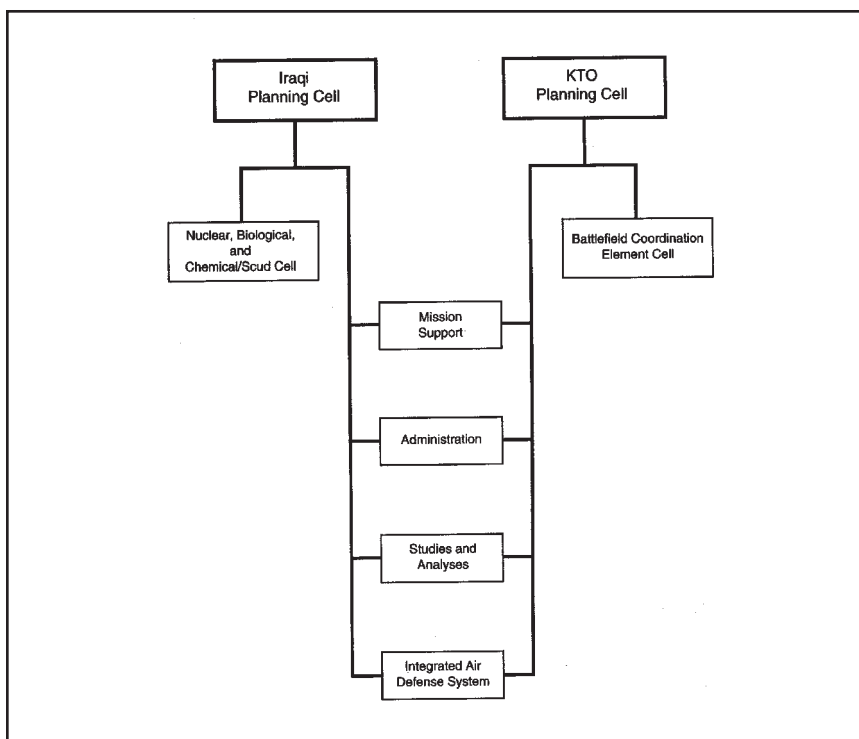 Iraqi
Planning Cell
KTO
Planning Cell
Nuclear, Biological,
and
Chemical/Scud Cell
Battlefield Coordination
Element Cell
Mission
Support
Administration
Studies and
Analyses
Integrated Air
Defense System